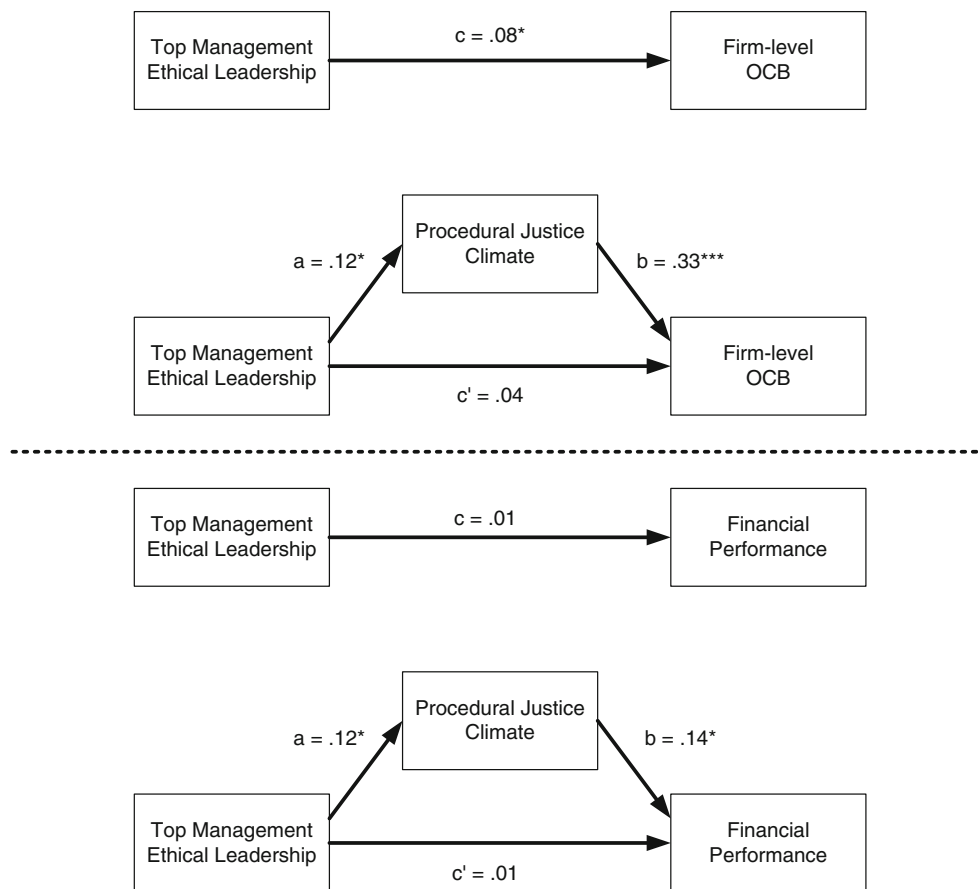 c = .08*
Top Management
Ethical Leadership
Firm-level
OCB
Procedural Justice
Climate
a = .12*
b = .33***
Top Management
Ethical Leadership
Firm-level
OCB
c' = .04
c = .01
Top Management
Ethical Leadership
Financial
Performance
Procedural Justice
Climate
a = .12*
b = .14*
Top Management
Ethical Leadership
Financial
Performance
c' = .01